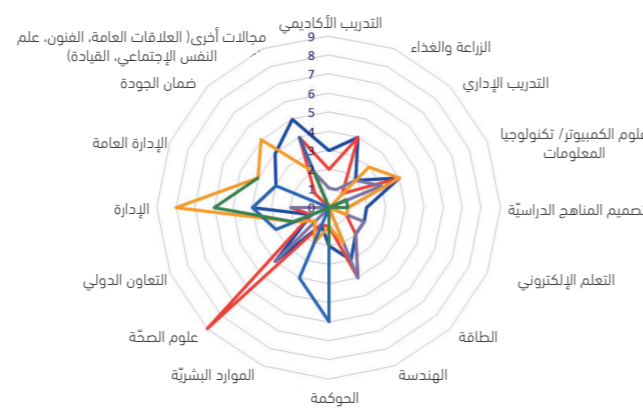 التدريب الأكاديمي
الزراعة والغذاء
التدريب الإداري
علوم الكمبيوتر/ تكنولوجيا
المعلومات
تصميم المناهج الدراسيّة
التعلم الإلكتروني
الطاقة
الهندسة
الحوكمة
الموارد البشريّة
علوم الصحّة
التعاون الدولي
الإدارة
الإدارة العامة
ضمان الجودة
مجالات أخرى( العلاقات العامة، الفنون، علم
النفس الإجتماعي، القيادة)
9
8
7
6
5
4
3
2
1
0